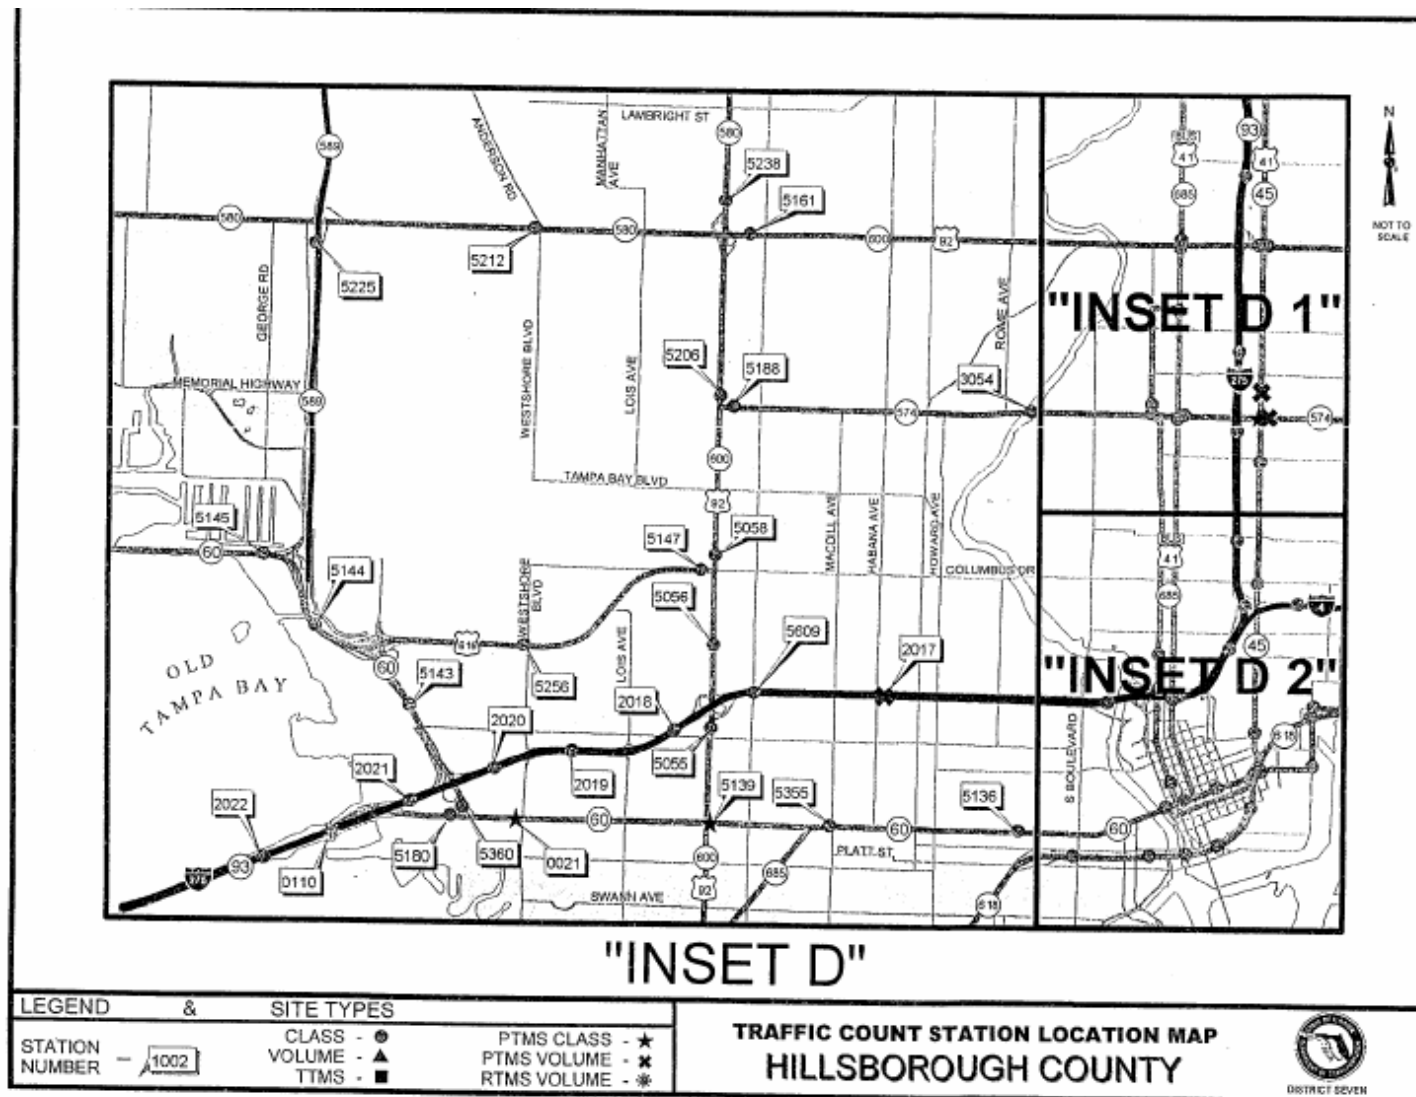 LAMBRIGHT ST
ANDERSON RD
MANHATTAN
AVE
589
580
93
BUS
41
41
N
NOT TO
SCALE
5238
5161
685
45
580
580
600
92
5212
5225
GEORGE RD
WESTSHORE BLVD
LOIS AVE
ROME AVE
"INSET D 1"
5206
5188
3054
275
MEMORIAL HIGHWAY
589
574
574
600
TAMPA BAY BLVD
92
MACDILL AVE
HABANA AVE
HOWARD AVE
5145
60
5147
5058
41
5144
COLUMBUS DR
WESTSHORE
BLVD
5056
685
4
LOIS AVE
OLD
TAMPA BAY
60
5143
5256
5609
2017
45
"INSET D 2"
2018
2020
5055
S BOULEVARD
618
2021
2019
5139
5355
5136
2022
60
60
60
5180
5360
0021
PLATT ST
275
93
0110
600
685
92
SWANN AVE
618
"INSET D"
LEGEND & SITE TYPES
STATION
NUMBER - 1002
CLASS -
VOLUME -
TTMS -
PTMS CLASS -
PTMS VOLUME -
RTMS VOLUME -
TRAFFIC COUNT STATION LOCATION MAP
HILLSBOROUGH COUNTY
DISTRICT SEVEN